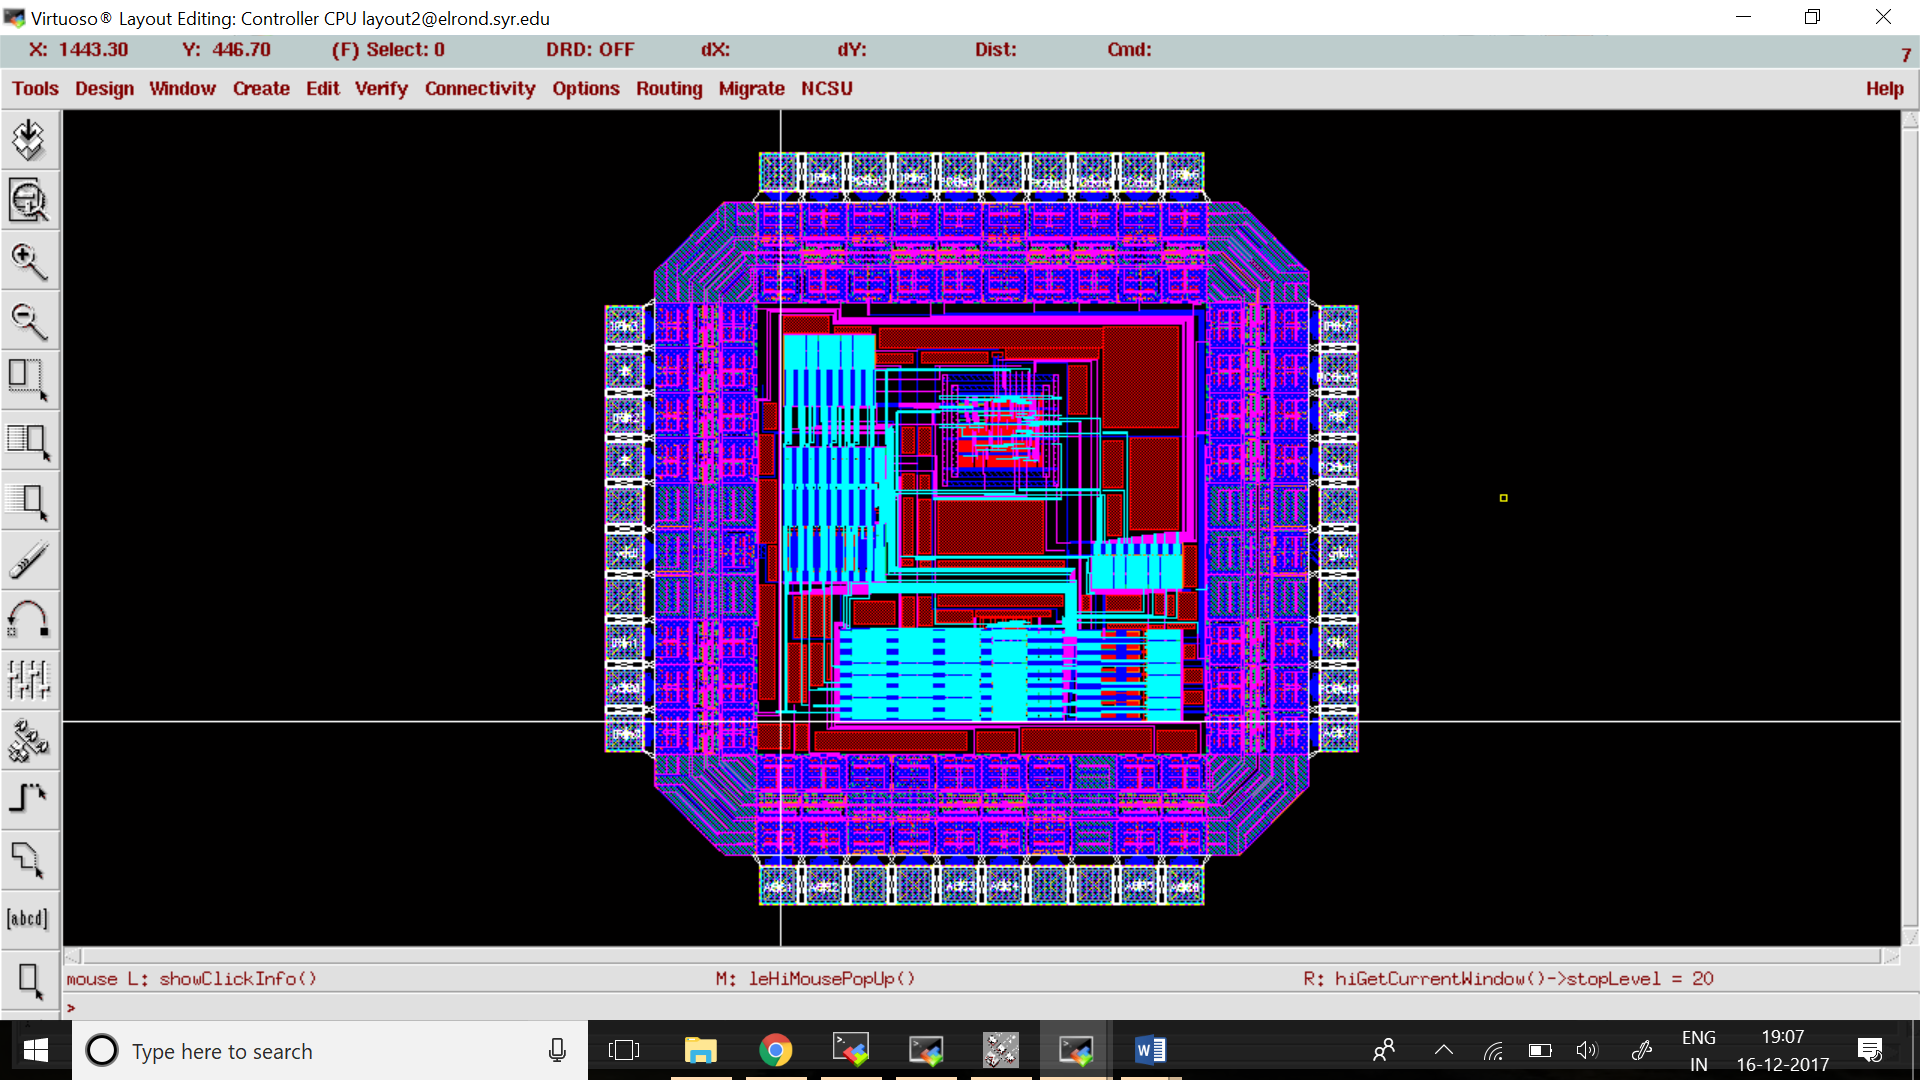 Virtuoso® Layout Editing: Controller CPU layout2@elrond.syr.edu
X: 1443.30 Y: 446.70 (F) Select: 0 DRD: OFF dX: dY: Dist: Cmd: 7
Tools Design Window Create Edit Verify Connectivity Options Routing Migrate NCSU Help
[abcd]
mouse L: showClickInfo() M: leHiMousePopUp() R: hiGetCurrentWindow()->stopLevel = 20
>
Type here to search
ENG
IN
19:07
16-12-2017